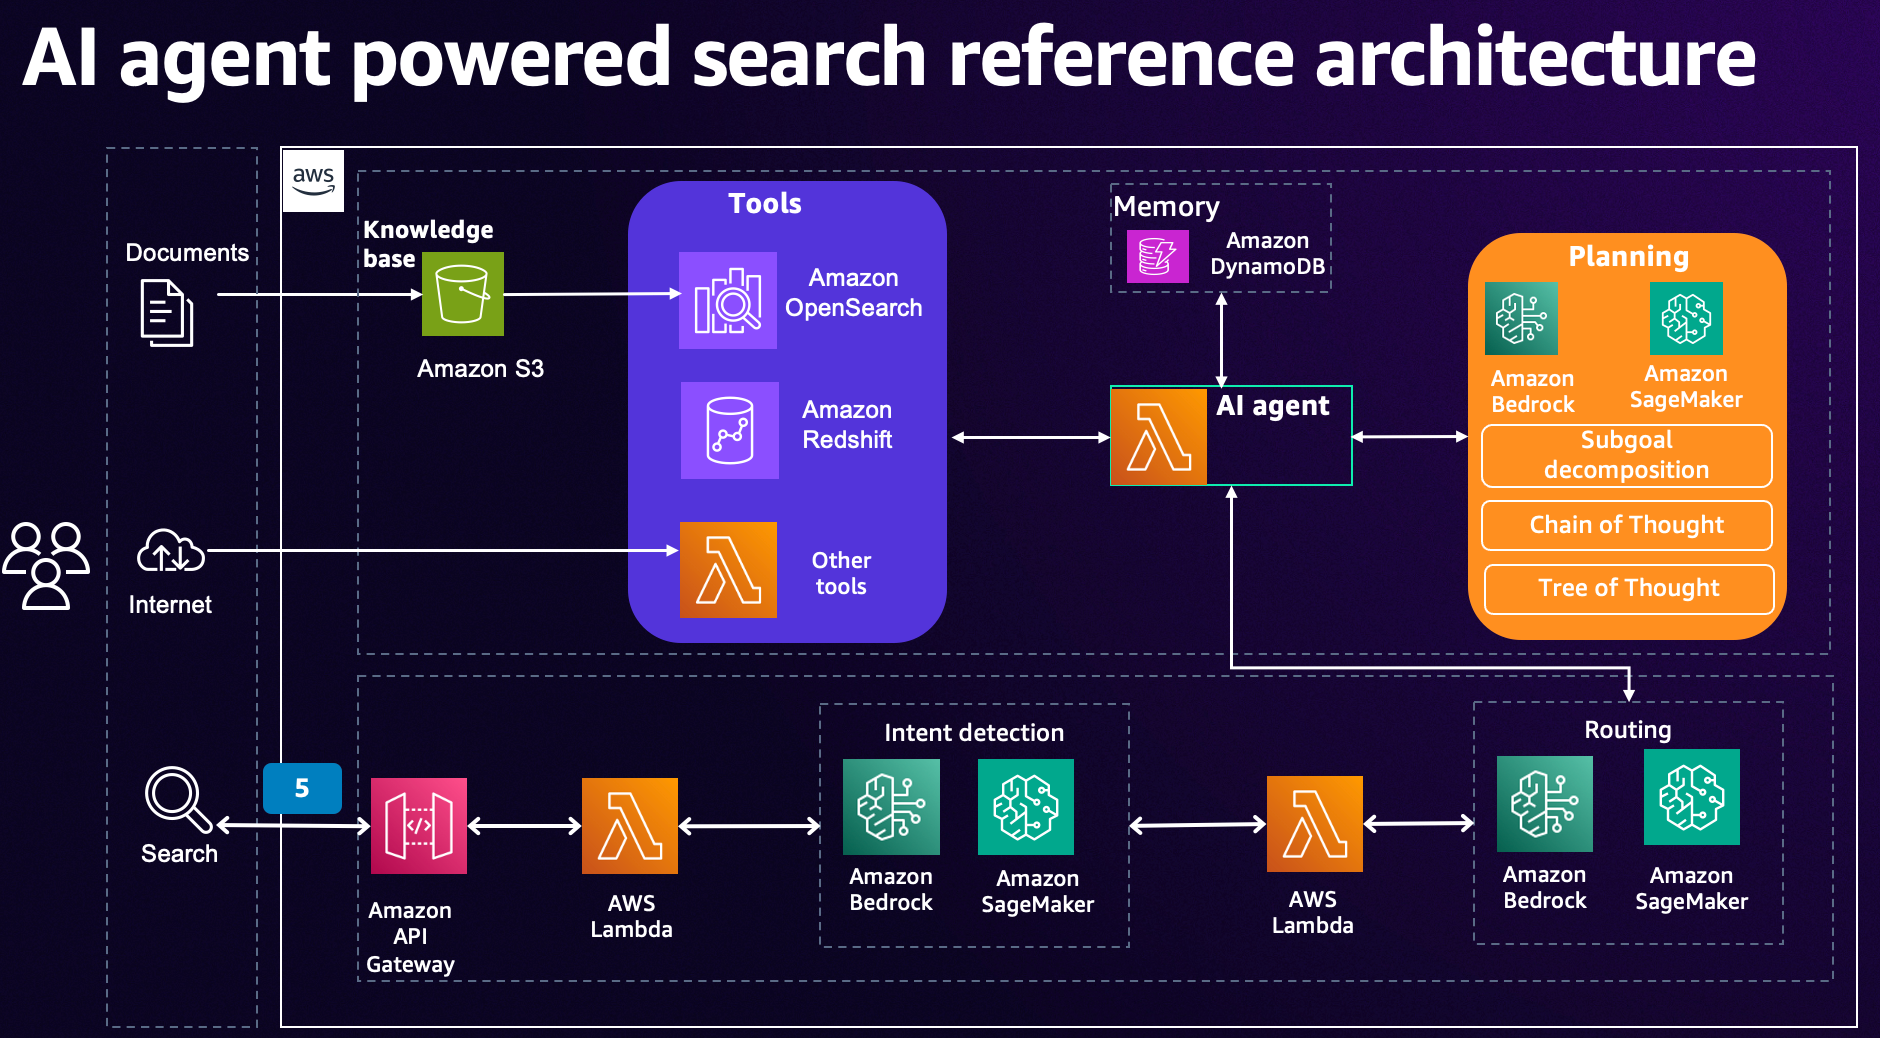 AI agent powered search reference architecture
aws
Documents
Knowledge
base
Amazon S3
Tools
Amazon
OpenSearch
Amazon
Redshift
Other
tools
Memory
Amazon
DynamoDB
AI agent
Planning
Amazon
Bedrock
Amazon
SageMaker
Subgoal
decomposition
Chain of Thought
Tree of Thought
Internet
Search
5
</>
Amazon
API
Gateway
AWS
Lambda
Intent detection
Amazon
Bedrock
Amazon
SageMaker
AWS
Lambda
Routing
Amazon
Bedrock
Amazon
SageMaker